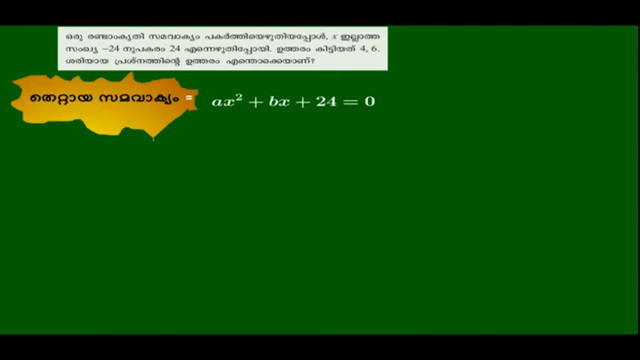 ഒരു രണ്ടാംകൃതി സമവാക്യം പകർത്തിയെഴുതിയപ്പോൾ, x ഇല്ലാത്ത
സംഖ്യ −24 നുപകരം 24 എന്നെഴുതിപ്പോയി. ഉത്തരം കിട്ടിയത് 4, 6.
ശരിയായ പ്രശ്നത്തിന്റെ ഉത്തരം എന്തൊക്കെയാണ്?
തെറ്റായ സമവാക്യം = ax² + bx + 24 = 0